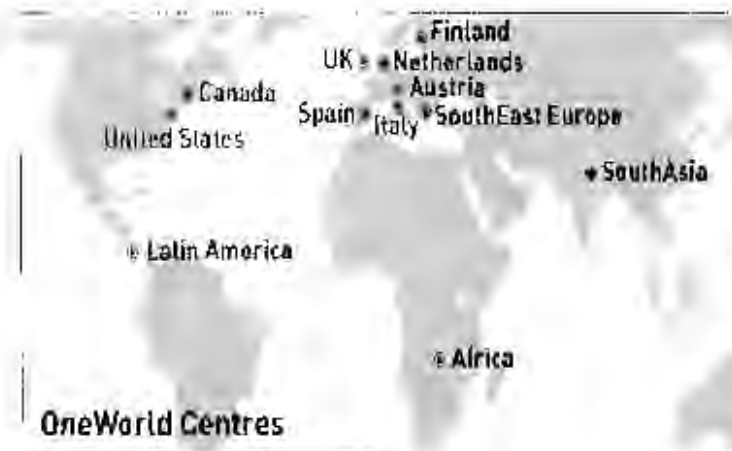 Finland
UK
Netherlands
Austria
Canada
Spain
Italy
SouthEast Europe
United States
SouthAsia
Latin America
Africa
OneWorld Centres